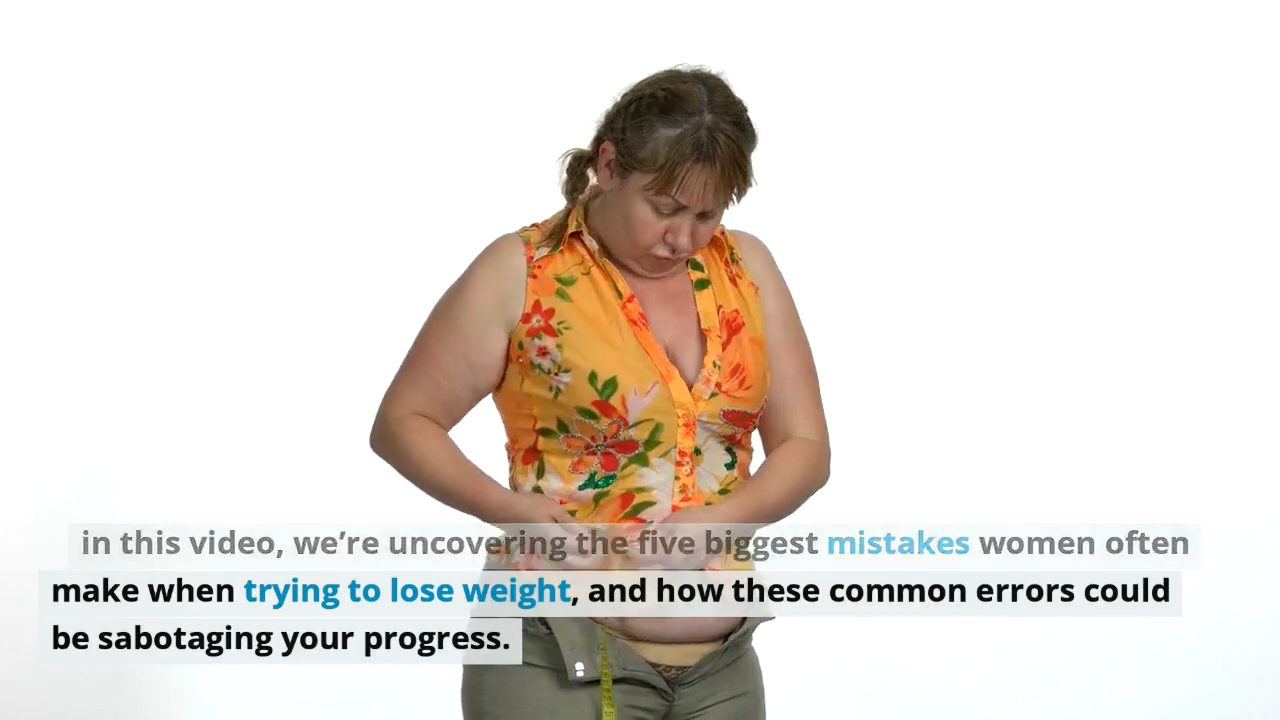 in this video, we’re uncovering the five biggest mistakes women often
make when trying to lose weight, and how these common errors could
be sabotaging your progress.